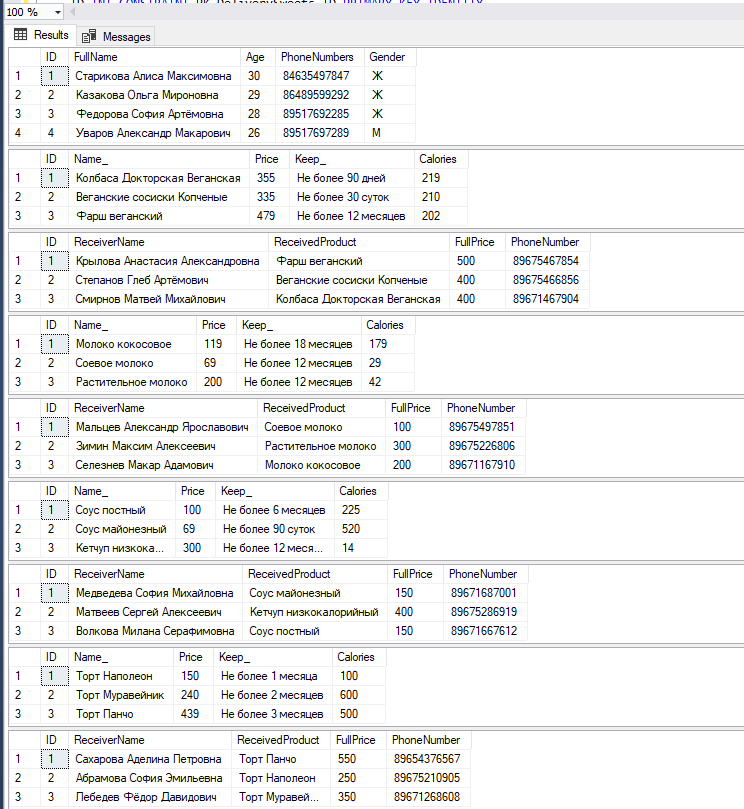 100 %
Results Messages
ID FullName Age PhoneNumbers Gender
1 1 Старикова Алиса Максимовна 30 84635497847 Ж
2 2 Казакова Ольга Мироновна 29 86489599292 Ж
3 3 Федорова София Артёмовна 28 89517692285 Ж
4 4 Уваров Александр Макарович 26 89517697289 М
ID Name_ Price Keep_ Calories
1 1 Колбаса Докторская Веганская 355 Не более 90 дней 219
2 2 Веганские сосиски Копченые 335 Не более 30 суток 210
3 3 Фарш веганский 479 Не более 12 месяцев 202
ID ReceiverName ReceivedProduct FullPrice PhoneNumber
1 1 Крылова Анастасия Александровна Фарш веганский 500 89675467854
2 2 Степанов Глеб Артёмович Веганские сосиски Копченые 400 89675466856
3 3 Смирнов Матвей Михайлович Колбаса Докторская Веганская 400 89671467904
ID Name_ Price Keep_ Calories
1 1 Молоко кокосовое 119 Не более 18 месяцев 179
2 2 Соевое молоко 69 Не более 12 месяцев 29
3 3 Растительное молоко 200 Не более 12 месяцев 42
ID ReceiverName ReceivedProduct FullPrice PhoneNumber
1 1 Мальцев Александр Ярославович Соевое молоко 100 89675497851
2 2 Зимин Максим Алексеевич Растительное молоко 300 89675226806
3 3 Селезнев Макар Адамович Молоко кокосовое 200 89671167910
ID Name_ Price Keep_ Calories
1 1 Соус постный 100 Не более 6 месяцев 225
2 2 Соус майонезный 69 Не более 90 суток 520
3 3 Кетчуп низкока... 300 Не более 12 меся... 14
ID ReceiverName ReceivedProduct FullPrice PhoneNumber
1 1 Медведева София Михайловна Соус майонезный 150 89671687001
2 2 Матвеев Сергей Алексеевич Кетчуп низкокалорийный 400 89675286919
3 3 Волкова Милана Серафимовна Соус постный 150 89671667612
ID Name_ Price Keep_ Calories
1 1 Торт Наполеон 150 Не более 1 месяца 100
2 2 Торт Муравейник 240 Не более 2 месяцев 600
3 3 Торт Панчо 439 Не более 3 месяцев 500
ID ReceiverName ReceivedProduct FullPrice PhoneNumber
1 1 Сахарова Аделина Петровна Торт Панчо 550 89654376567
2 2 Абрамова София Эмильевна Торт Наполеон 250 89675210905
3 3 Лебедев Фёдор Давидович Торт Муравей... 350 89671268608